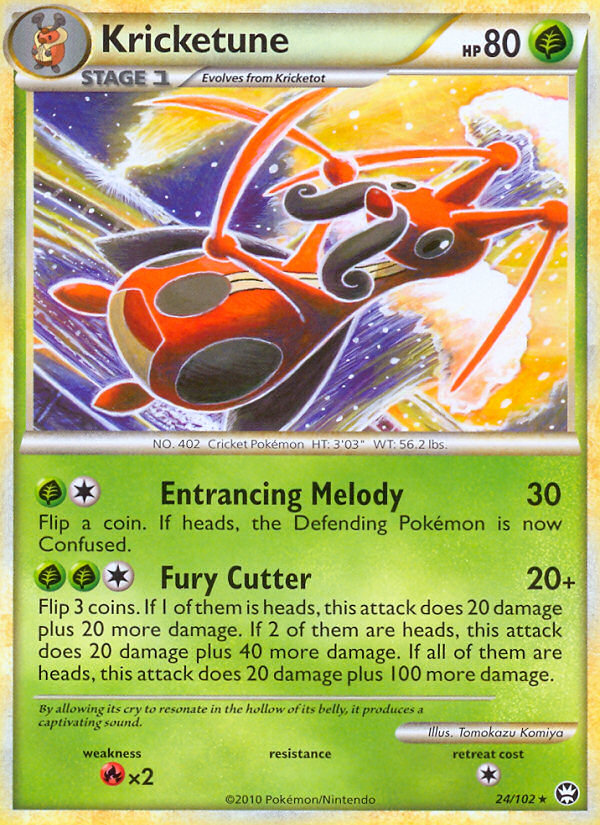 Kricketune
HP 80
STAGE 1
Evolves from Kricketot
NO. 402 Cricket Pokémon HT: 3'03" WT: 56.2 lbs.
Entrancing Melody 30
Flip a coin. If heads, the Defending Pokémon is now
Confused.
Fury Cutter 20+
Flip 3 coins. If 1 of them is heads, this attack does 20 damage
plus 20 more damage. If 2 of them are heads, this attack
does 20 damage plus 40 more damage. If all of them are
heads, this attack does 20 damage plus 100 more damage.
By allowing its cry to resonate in the hollow of its belly, it produces a
captivating sound.
Illus. Tomokazu Komiya
weakness resistance retreat cost
×2
©2010 Pokémon/Nintendo 24/102 ★